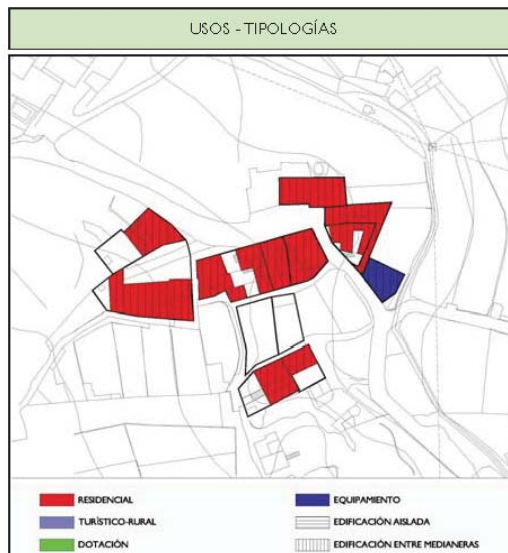 USOS - TIPOLOGÍAS
RESIDENCIAL
TURÍSTICO-RURAL
DOTACIÓN
EQUIPAMIENTO
EDIFICACIÓN AISLADA
EDIFICACIÓN ENTRE MEDIANERAS